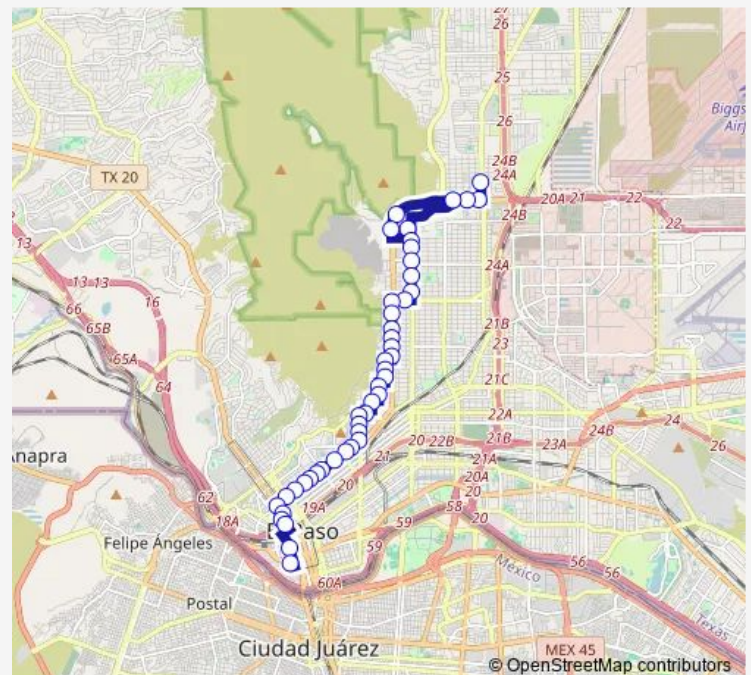 27
26
25
26
Biggs
TX 20
24B
24A
20A 21
22
24B
22
13
13 13
16
24A
66
65B
21B
65A
64
23
21C
22A
24
Anapra
20 22B
21B
23A
24B
26
21
21A
62
20
20A
19A
20
18A
El Paso
58
59
20
Felipe Ángeles
59
56
56
60A
México
Postal
Texas
Ciudad Juárez
MEX 45
© OpenStreetMap contributors